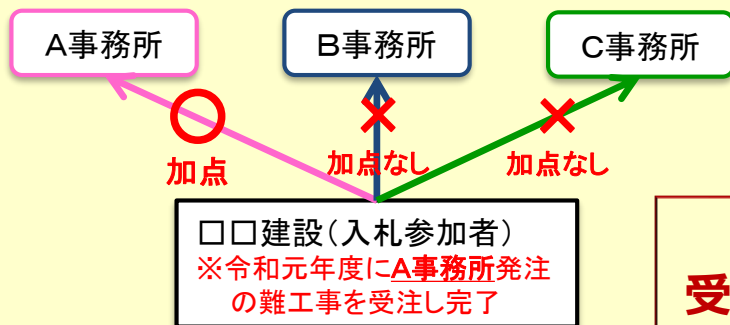 A事務所
B事務所
C事務所
加点
加点なし
加点なし
□□建設(入札参加者)
※令和元年度にA事務所発注
の難工事を受注し完了
受